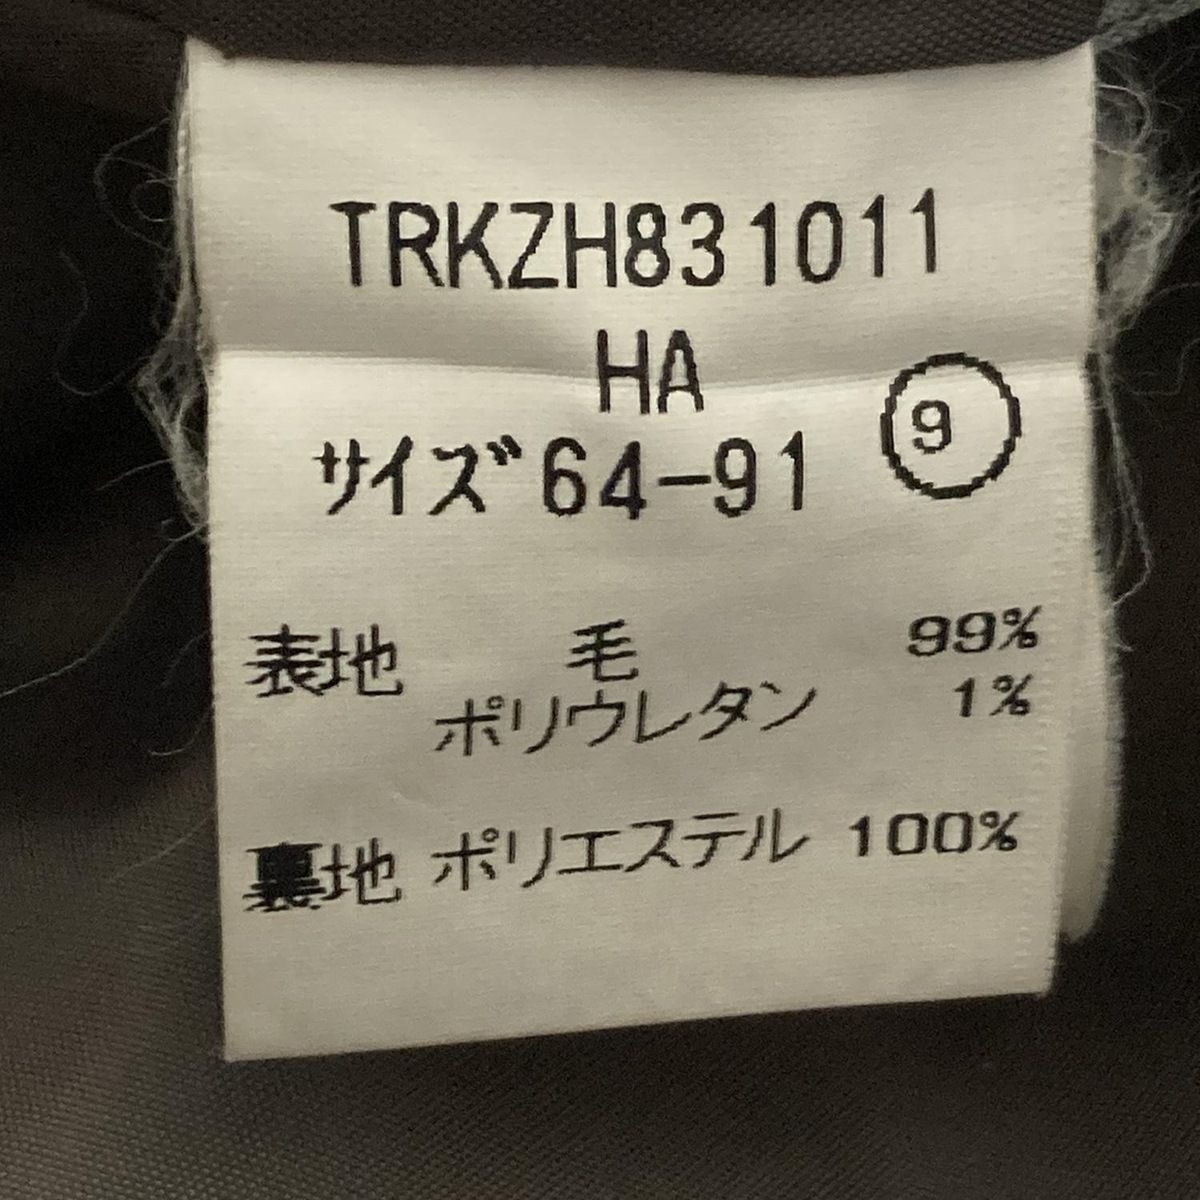 TRKZH831011
HA
サイズ64-91 9
表地 毛 99%
ポリウレタン 1%
裏地 ポリエステル 100%